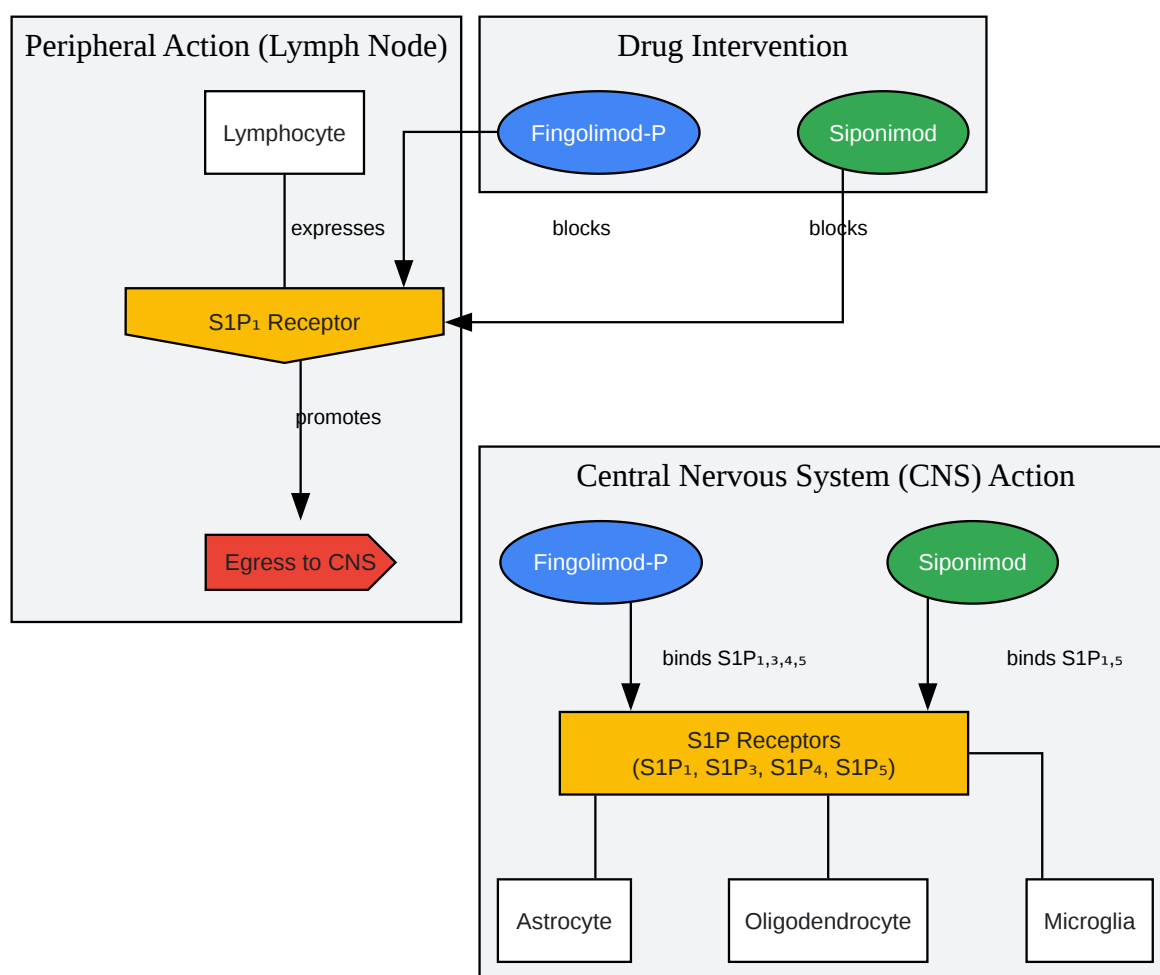 Peripheral Action (Lymph Node)
Lymphocyte
expresses
S1P₁ Receptor
promotes
Egress to CNS
Drug Intervention
Fingolimod-P
Siponimod
blocks
blocks
Central Nervous System (CNS) Action
Fingolimod-P
Siponimod
binds S1P₁,₃,₄,₅
binds S1P₁,₅
S1P Receptors
(S1P₁, S1P₃, S1P₄, S1P₅)
Astrocyte
Oligodendrocyte
Microglia